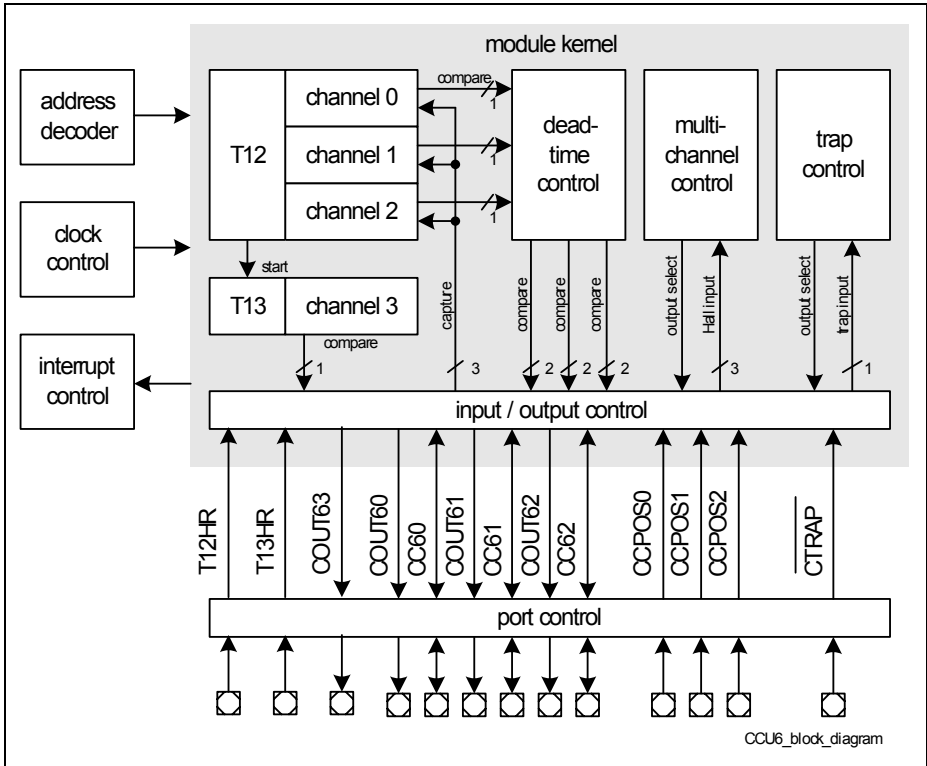 module kernel
address
decoder
clock
control
interrupt
control
T12
channel 0
channel 1
channel 2
compare
1
1
1
dead-
time
control
multi-
channel
control
trap
control
start
T13
channel 3
compare
1
capture
3
compare
2
compare
2
compare
2
output select
Hall input
3
output select
trap input
1
input / output control
T12HR
T13HR
COUT63
COUT60
CC60
COUT61
CC61
COUT62
CC62
CCPOS0
CCPOS1
CCPOS2
CTRAP
port control
CCU6_block_diagram